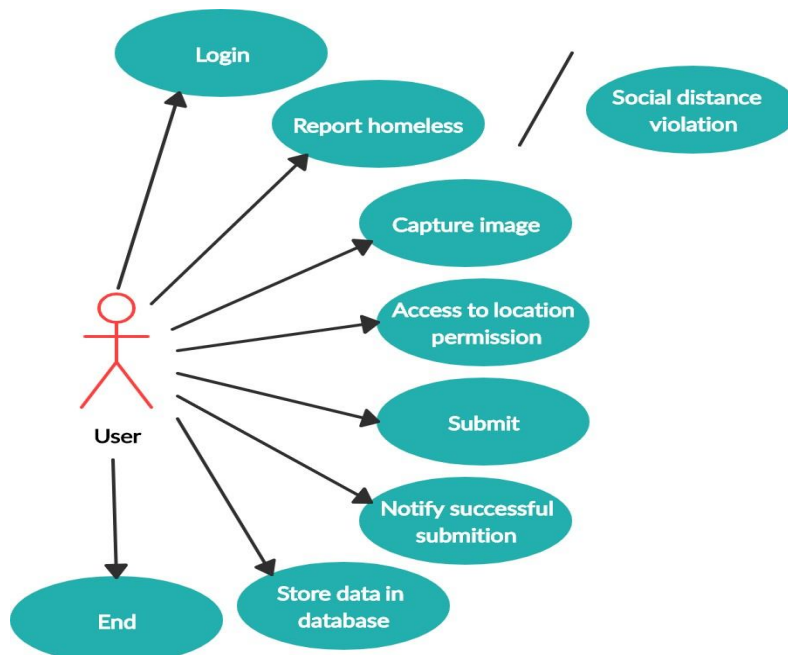 Login
Report homeless
Social distance
violation
Capture image
Access to location
permission
Submit
User
Notify successful
submition
Store data in
database
End